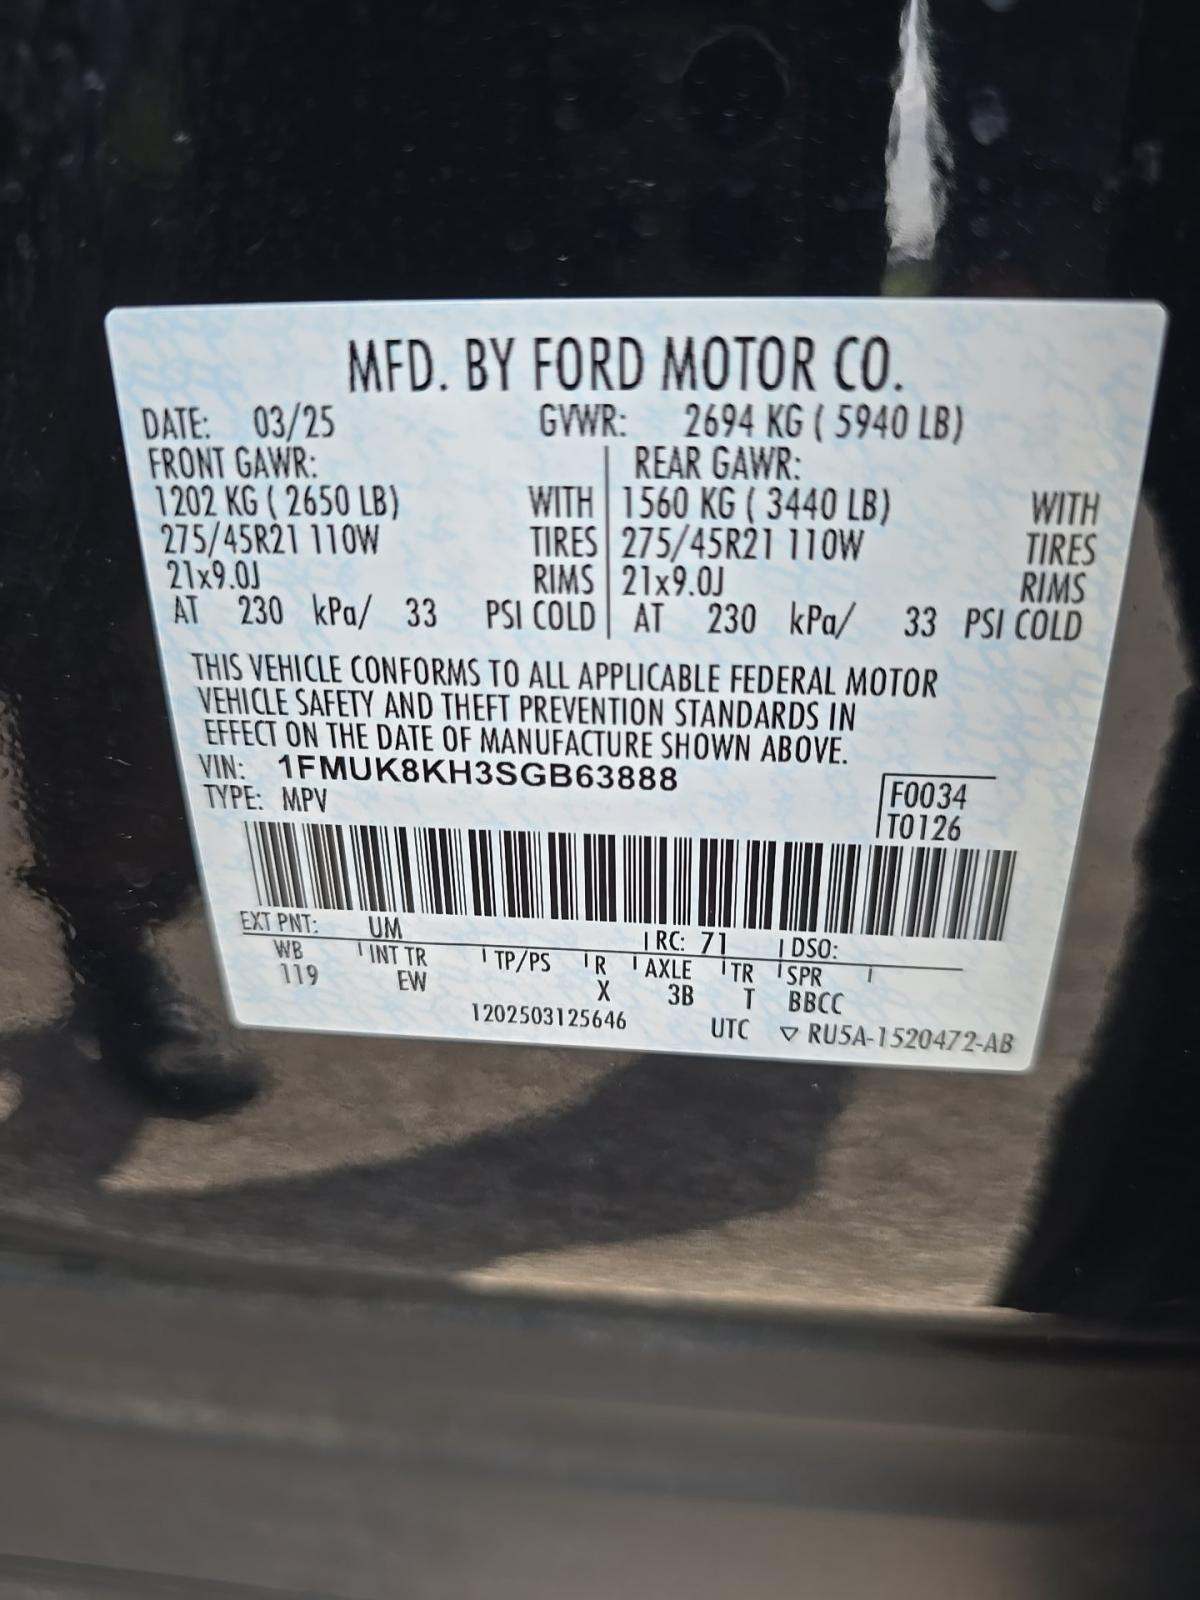 MFD. BY FORD MOTOR CO.
DATE: 03/25 GVWR: 2694 KG ( 5940 LB)
FRONT GAWR: REAR GAWR:
1202 KG ( 2650 LB) WITH 1560 KG ( 3440 LB) WITH
275/45R21 110W TIRES 275/45R21 110W TIRES
21x9.0J RIMS 21x9.0J RIMS
AT 230 kPa/ 33 PSI COLD AT 230 kPa/ 33 PSI COLD
THIS VEHICLE CONFORMS TO ALL APPLICABLE FEDERAL MOTOR
VEHICLE SAFETY AND THEFT PREVENTION STANDARDS IN
EFFECT ON THE DATE OF MANUFACTURE SHOWN ABOVE.
VIN: 1FMUK8KH3SGB63888
TYPE: MPV
F0034
T0126
EXT PNT: UM RC: 71 DSO:
WB INT TR TP/PS R AXLE TR SPR
119 EW X 3B T BBCC
1202503125646 UTC ▽ RU5A-1520472-AB